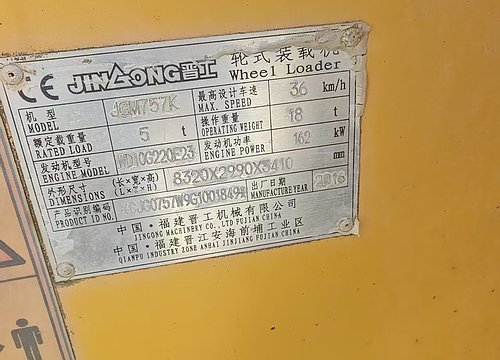 CE JINGONG晋工 轮式装载机
Wheel Loader
机型 MODEL JGM757K 最高设计车速 MAX. SPEED 36 km/h
额定载重量 RATED LOAD 5 t 操作重量 OPERATING WEIGHT 18 t
发动机型号 ENGINE MODEL WD10G220E23 发动机功率 ENGINE POWER 162 kW
外形尺寸 DIMENSIONS (长×宽×高) (L×W×H) 8320X2990X3410 mm
产品识别编码 PRODUCT ID NO. 出厂日期 MANUFACTURE YEAR 2016
中国·福建晋工机械有限公司
JINGONG MACHINERY CO.,LTD FUJIAN CHINA
中国·福建晋江安海前埔工业区
QIANPU INDUSTRY ZONE ANHAI JINJIANG FUJIAN CHINA